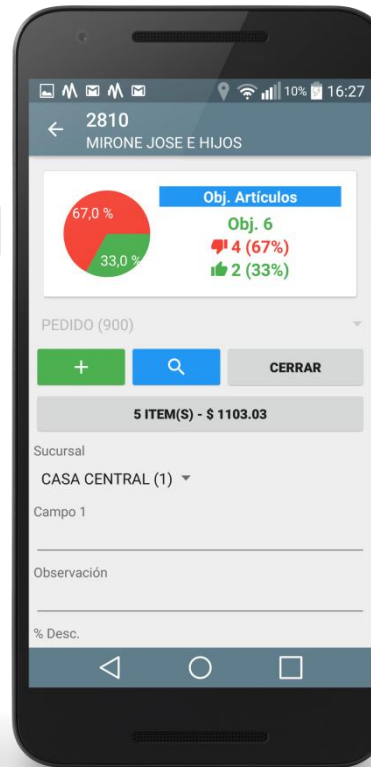 10% 16:27
2810
MIRONE JOSE E HIJOS
67,0 %
33,0 %
Obj. Artículos
Obj. 6
4 (67%)
2 (33%)
PEDIDO (900)
+
CERRAR
5 ITEM(S) - $ 1103.03
Sucursal
CASA CENTRAL (1)
Campo 1
Observación
% Desc.